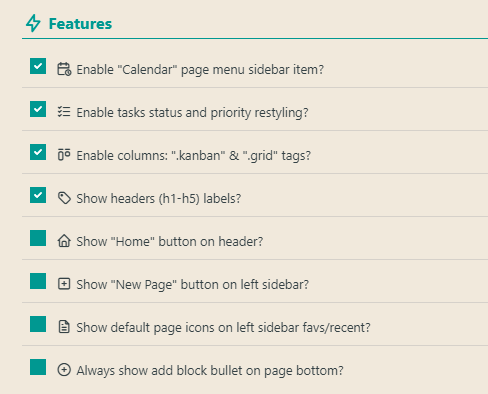 Features
Enable "Calendar" page menu sidebar item?
Enable tasks status and priority restyling?
Enable columns: ".kanban" & ".grid" tags?
Show headers (h1-h5) labels?
Show "Home" button on header?
Show "New Page" button on left sidebar?
Show default page icons on left sidebar favs/recent?
Always show add block bullet on page bottom?